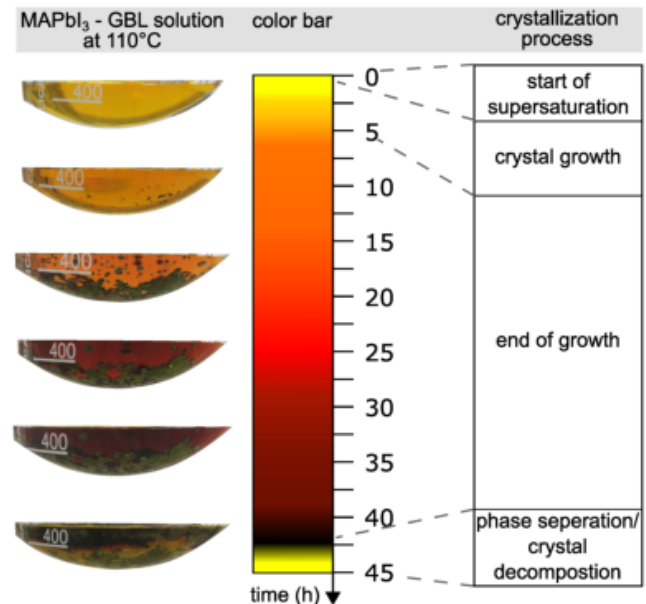 MAPbI₃ - GBL solution
at 110°C
color bar
crystallization
process
400
400
400
400
400
400
0
5
10
15
20
25
30
35
40
45
time (h)
start of
supersaturation
crystal growth
end of growth
phase seperation/
crystal
decompostion